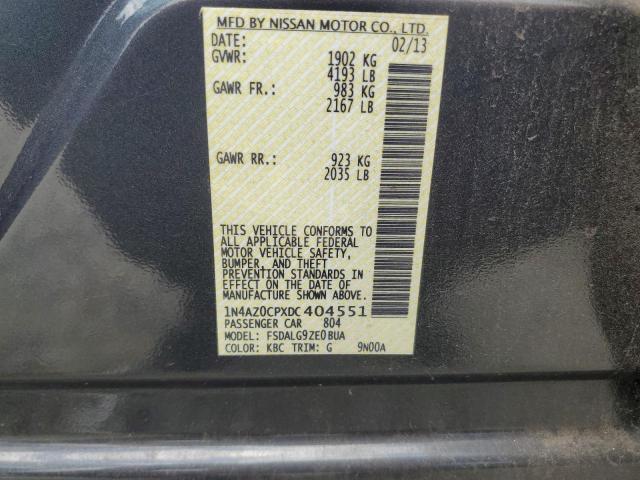 MFD BY NISSAN MOTOR CO., LTD.
DATE: 02/13
GVWR: 1902 KG
4193 LB
GAWR FR.: 983 KG
2167 LB
GAWR RR.: 923 KG
2035 LB
THIS VEHICLE CONFORMS TO
ALL APPLICABLE FEDERAL
MOTOR VEHICLE SAFETY,
BUMPER, AND THEFT
PREVENTION STANDARDS IN
EFFECT ON THE DATE OF
MANUFACTURE SHOWN ABOVE.
1N4AZ0CPXDC404551
PASSENGER CAR 804
MODEL: FSDALG9ZE0BUA
COLOR: KBC TRIM: G 9N00A